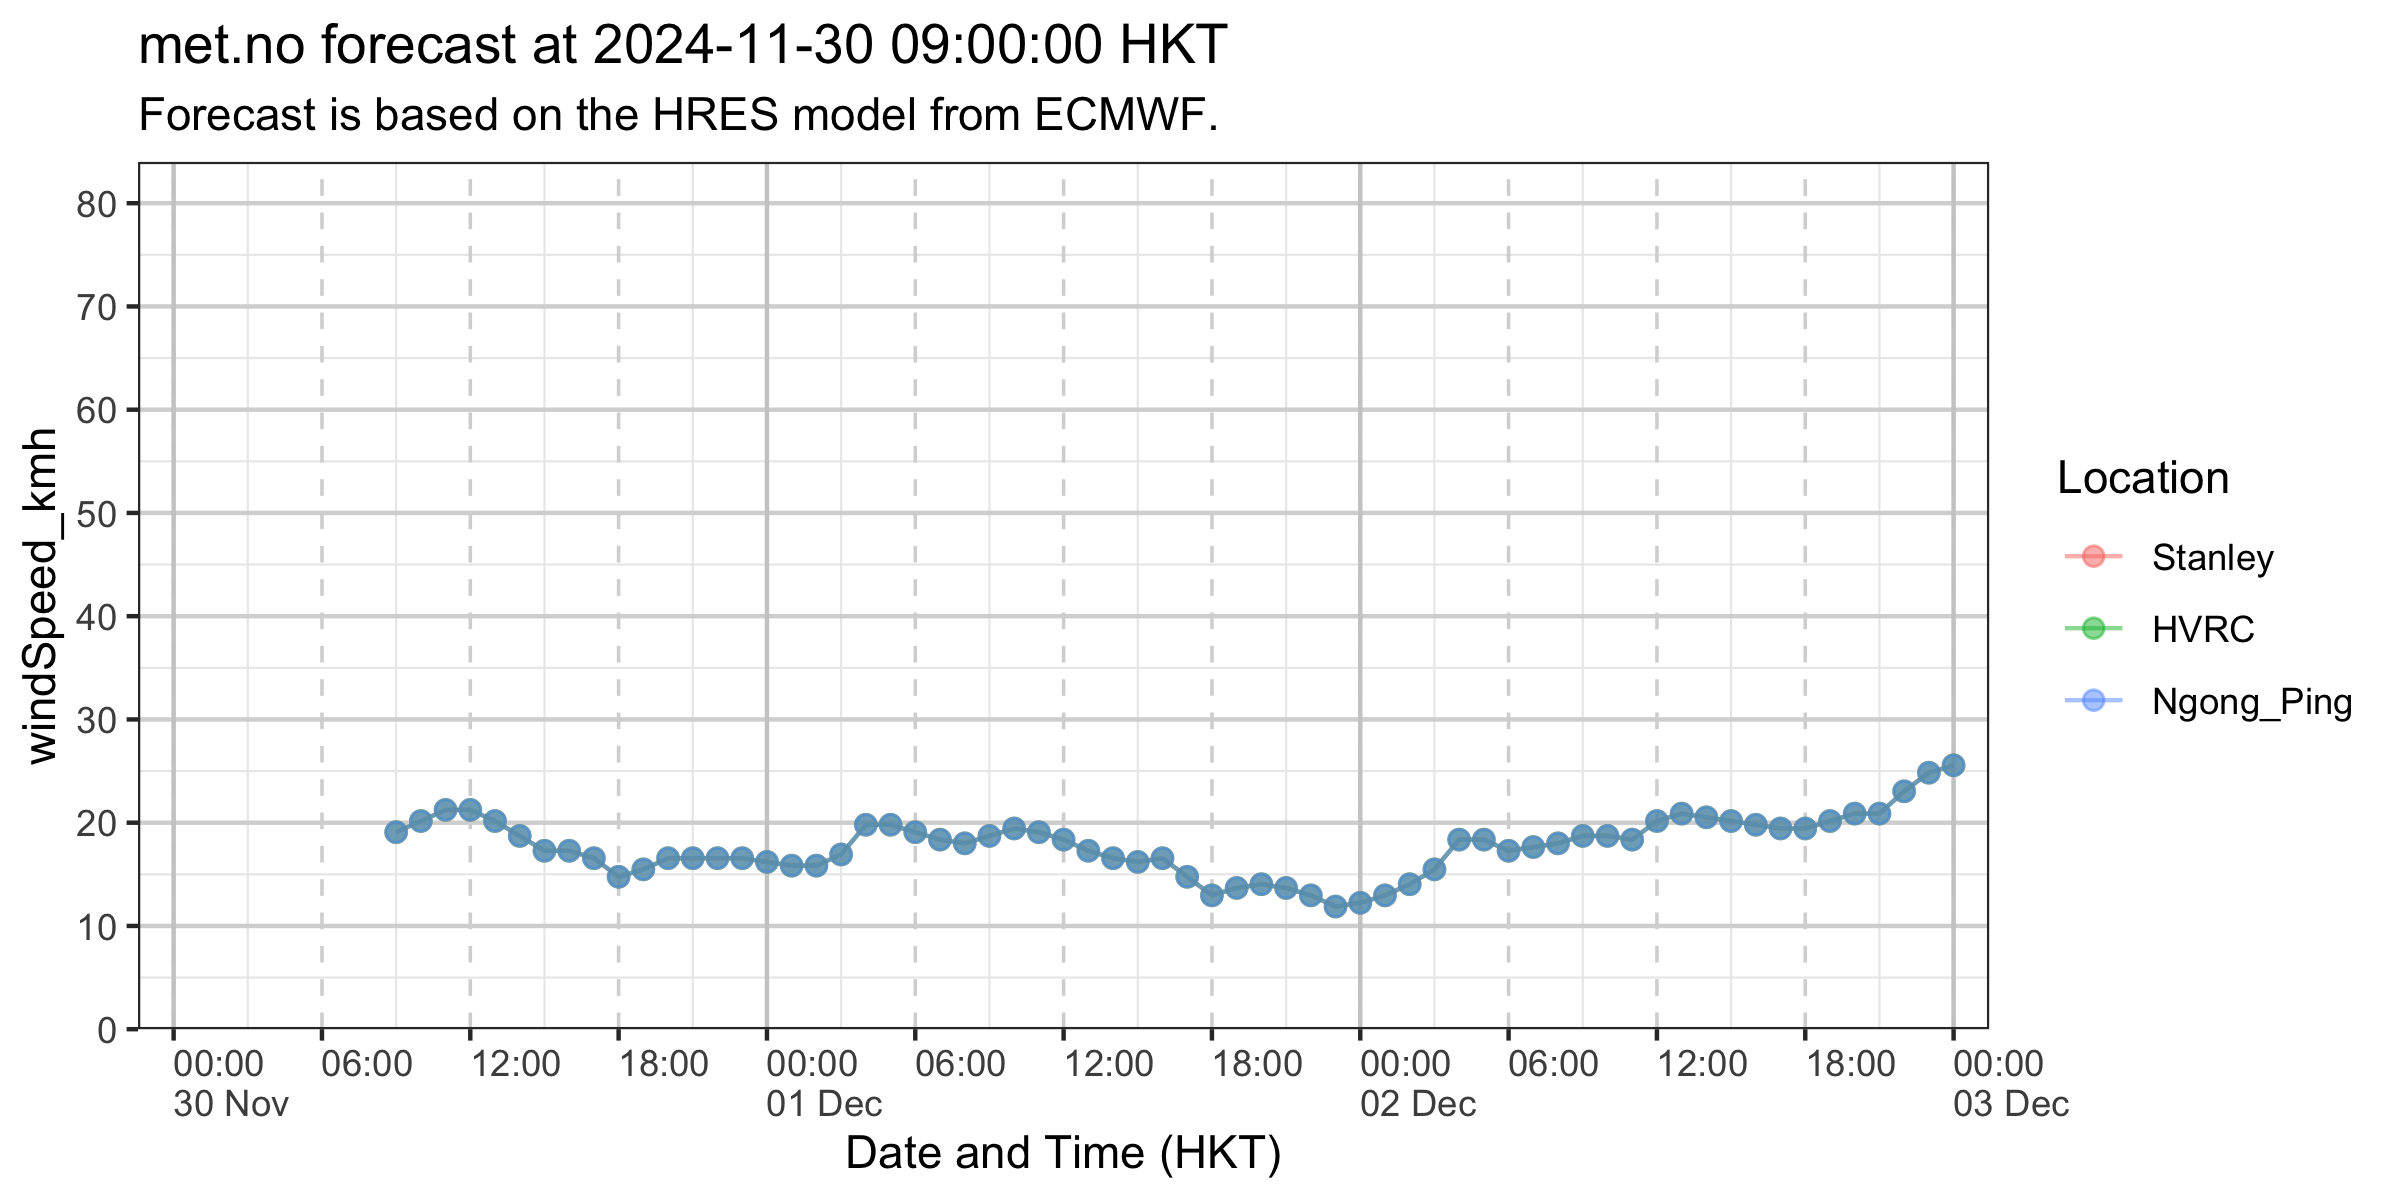 met.no forecast at 2024-11-30 09:00:00 HKT
Forecast is based on the HRES model from ECMWF.
windSpeed_kmh
80
70
60
50
40
30
20
10
0
00:00 06:00 12:00 18:00 00:00 06:00 12:00 18:00 00:00 06:00 12:00 18:00 00:00
30 Nov 01 Dec 02 Dec 03 Dec
Date and Time (HKT)
Location
Stanley
HVRC
Ngong_Ping